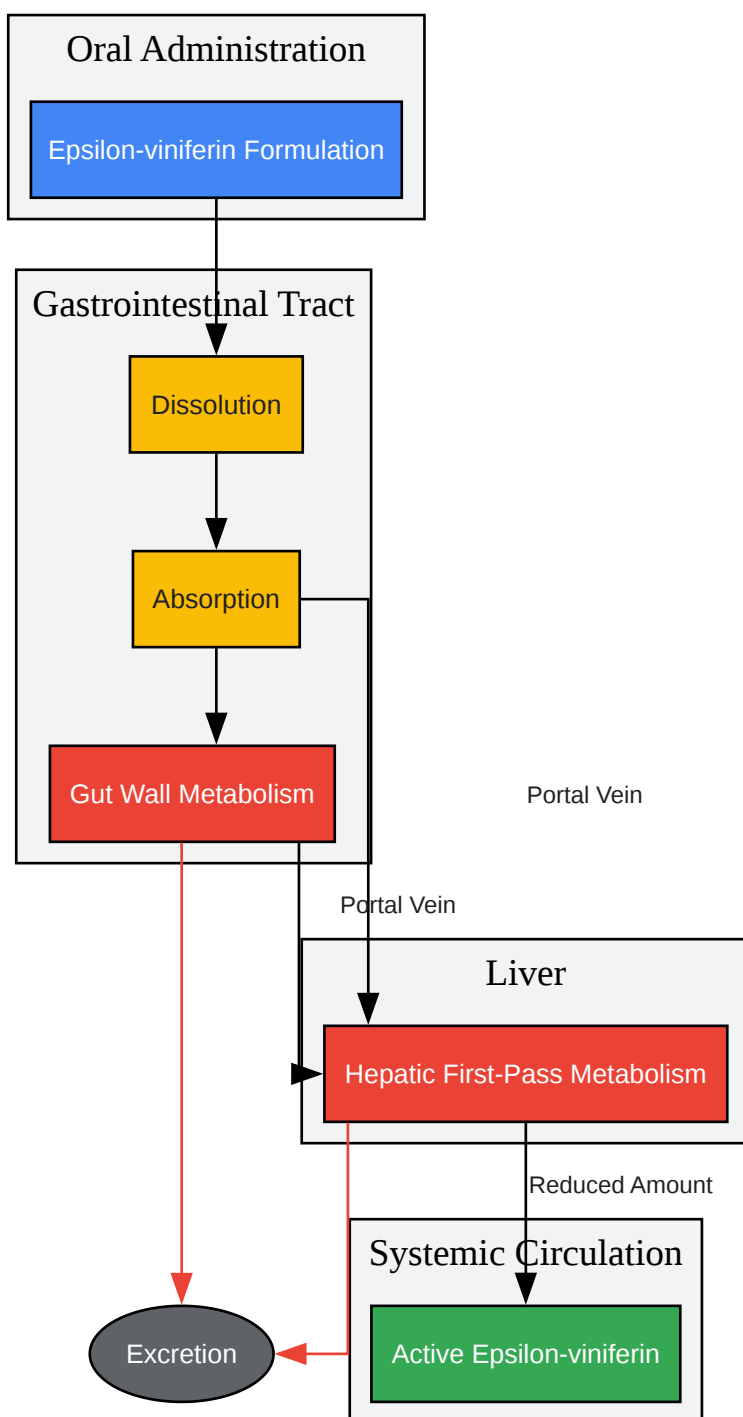 Oral Administration
Epsilon-viniferin Formulation
Gastrointestinal Tract
Dissolution
Absorption
Gut Wall Metabolism
Portal Vein
Portal Vein
Liver
Hepatic First-Pass Metabolism
Reduced Amount
Systemic Circulation
Excretion
Active Epsilon-viniferin